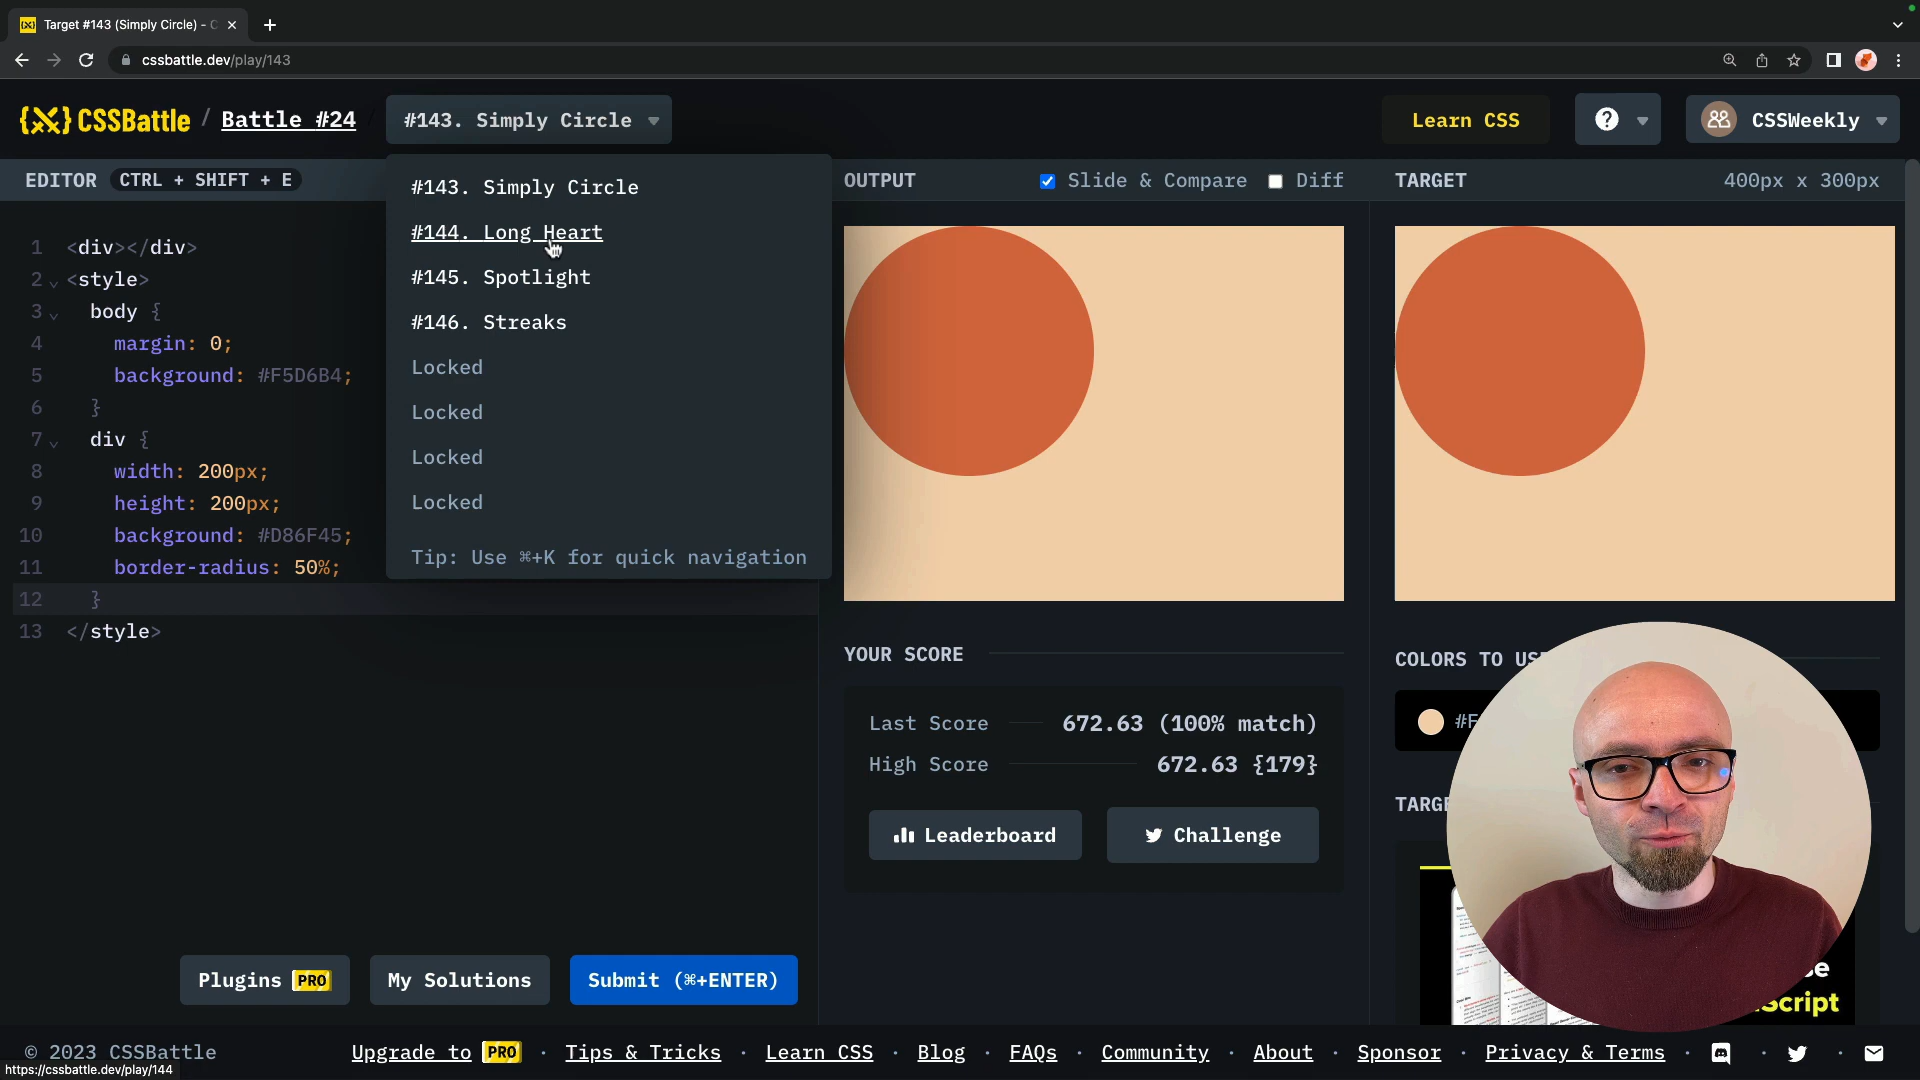 Target #143 (Simply Circle) - C
cssbattle.dev/play/143
CSSBattle / Battle #24
#143. Simply Circle
Learn CSS
?
CSSWeekly
EDITOR CTRL + SHIFT + E
#143. Simply Circle
#144. Long Heart
#145. Spotlight
#146. Streaks
Locked
Locked
Locked
Locked
Tip: Use ⌘+K for quick navigation
1 <div></div>
2 <style>
3 body {
4 margin: 0;
5 background: #F5D6B4;
6 }
7 div {
8 width: 200px;
9 height: 200px;
10 background: #D86F45;
11 border-radius: 50%;
12 }
13 </style>
Plugins PRO
My Solutions
Submit (⌘+ENTER)
OUTPUT
Slide & Compare
Diff
YOUR SCORE
Last Score 672.63 (100% match)
High Score 672.63 {179}
Leaderboard
Challenge
TARGET
400px x 300px
COLORS TO US
#F
TARGE
se
Script
© 2023 CSSBattle
Upgrade to PRO · Tips & Tricks · Learn CSS · Blog · FAQs · Community · About · Sponsor · Privacy & Terms
https://cssbattle.dev/play/144